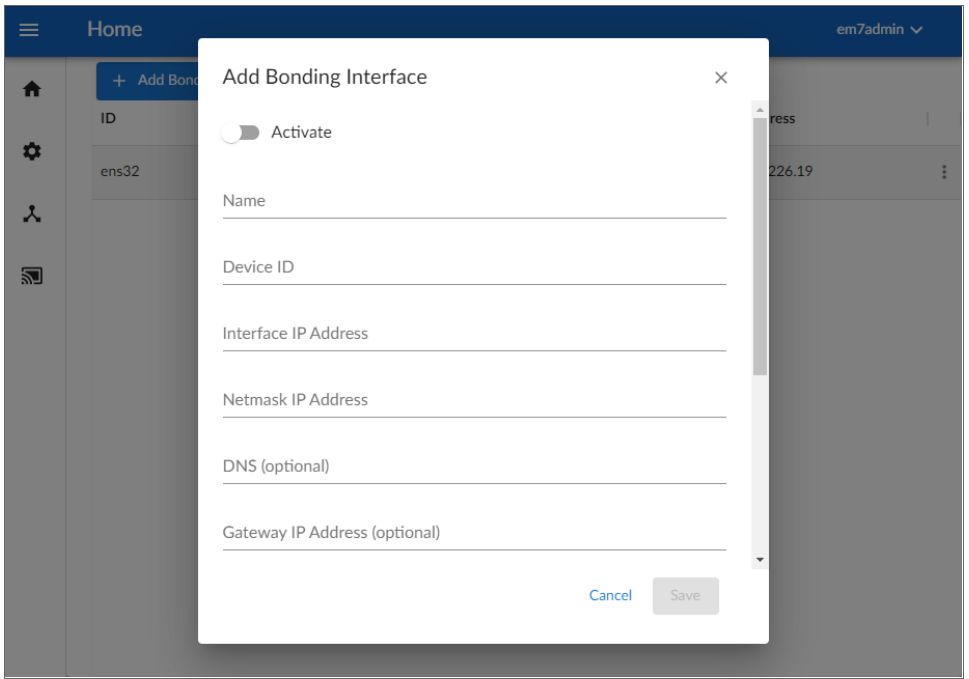 Home
em7admin
Add Bonding Interface
+ Add Bond
Activate
ID
ress
ens32
226.19
Name
Device ID
Interface IP Address
Netmask IP Address
DNS (optional)
Gateway IP Address (optional)
Cancel
Save